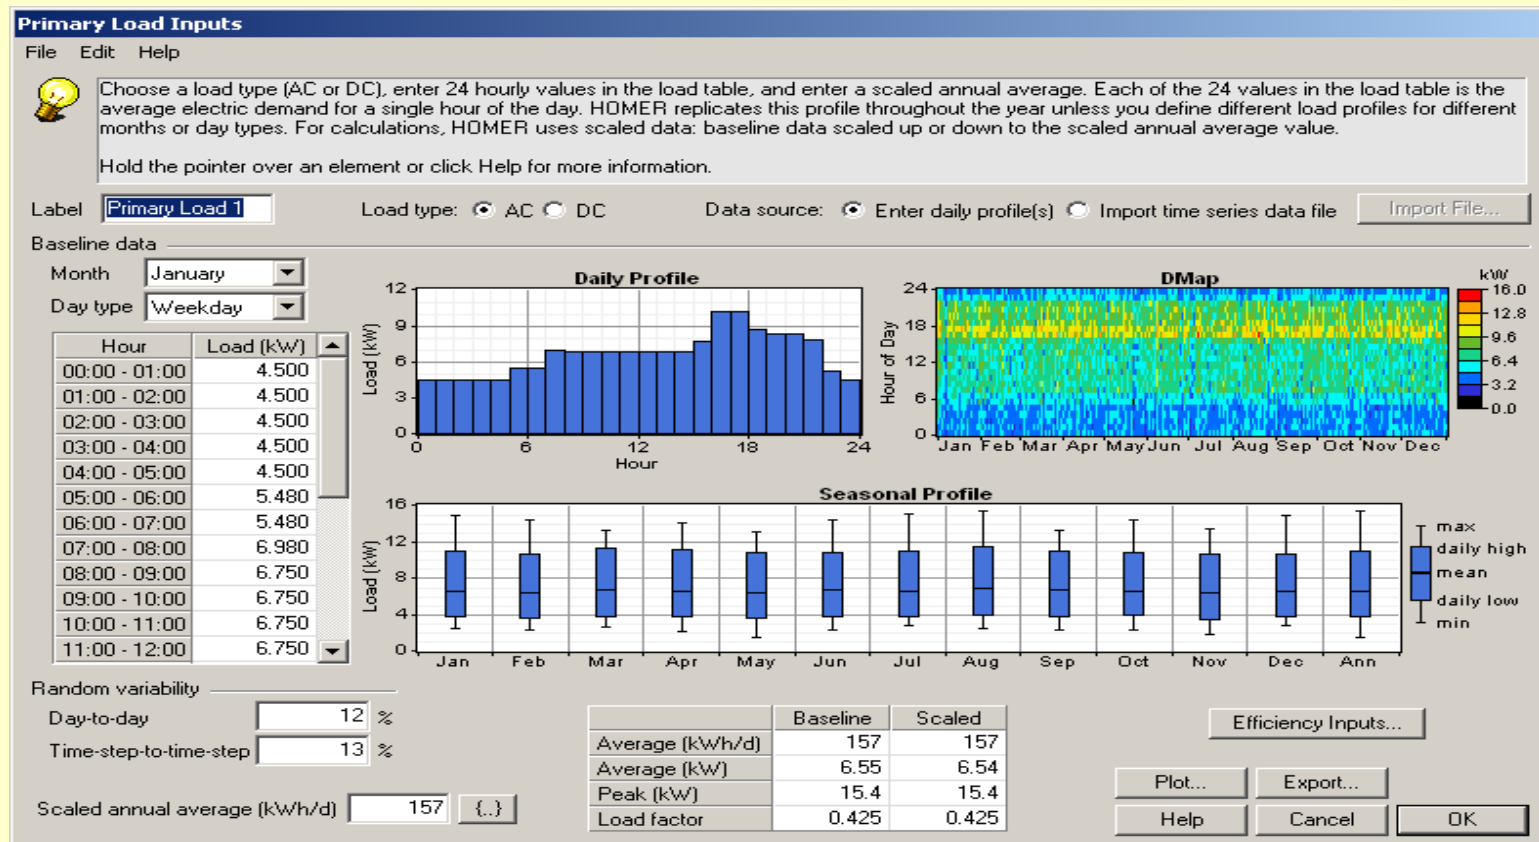 Primary Load Inputs
File Edit Help
Choose a load type (AC or DC), enter 24 hourly values in the load table, and enter a scaled annual average. Each of the 24 values in the load table is the
average electric demand for a single hour of the day. HOMER replicates this profile throughout the year unless you define different load profiles for different
months or day types. For calculations, HOMER uses scaled data: baseline data scaled up or down to the scaled annual average value.
Hold the pointer over an element or click Help for more information.
Label Primary Load 1 Load type: AC DC Data source: Enter daily profile(s) Import time series data file Import File...
Baseline data
Month January
Day type Weekday
Hour Load (kW)
00:00 - 01:00 4.500
01:00 - 02:00 4.500
02:00 - 03:00 4.500
03:00 - 04:00 4.500
04:00 - 05:00 4.500
05:00 - 06:00 5.480
06:00 - 07:00 5.480
07:00 - 08:00 6.980
08:00 - 09:00 6.750
09:00 - 10:00 6.750
10:00 - 11:00 6.750
11:00 - 12:00 6.750
Daily Profile
Load (kW)
12
9
6
3
0
0 6 12 18 24
Hour
DMap
Hour of Day
24
18
12
6
0
Jan Feb Mar Apr May Jun Jul Aug Sep Oct Nov Dec
kW
16.0
12.8
9.6
6.4
3.2
0.0
Seasonal Profile
Load (kW)
16
12
8
4
0
Jan Feb Mar Apr May Jun Jul Aug Sep Oct Nov Dec Ann
max
daily high
mean
daily low
min
Random variability
Day-to-day 12 %
Time-step-to-time-step 13 %
Scaled annual average (kWh/d) 157 {..}
Baseline Scaled
Average (kWh/d) 157 157
Average (kW) 6.55 6.54
Peak (kW) 15.4 15.4
Load factor 0.425 0.425
Efficiency Inputs...
Plot... Export...
Help Cancel OK